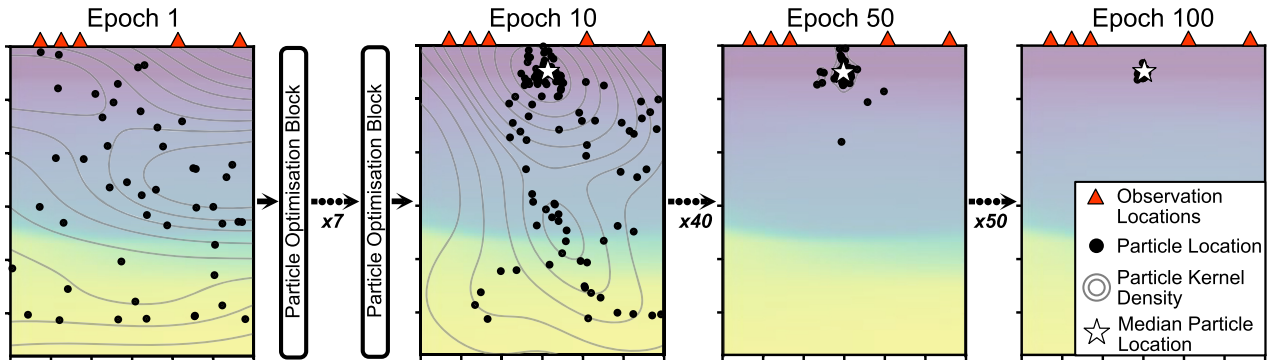 Epoch 1
Epoch 10
Epoch 50
Epoch 100
Particle Optimisation Block
x7
Particle Optimisation Block
x40
x50
Observation
Locations
Particle Location
Particle Kernel
Density
Median Particle
Location